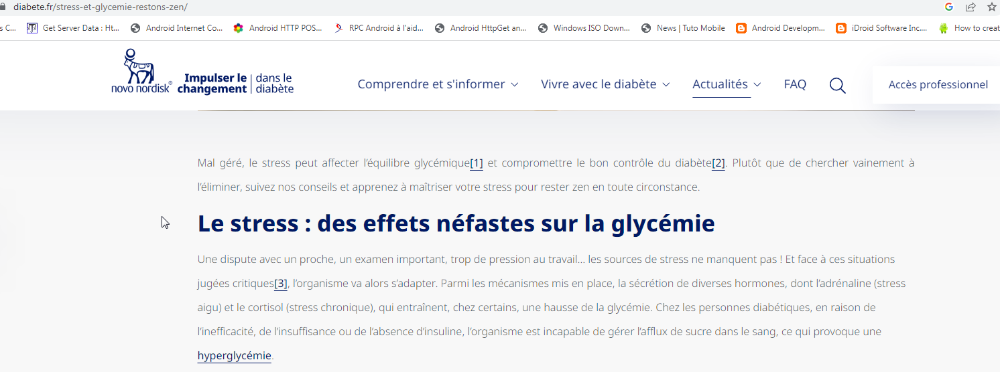 diabete.fr/stress-et-glycemie-restons-zen/
s C... Get Server Data : Ht... Android Internet Co... Android HTTP POS... RPC Android à l'aid... Android HttpGet an... Windows ISO Down... News | Tuto Mobile Android Developm... iDroid Software Inc.... How to creat
novo nordisk®
Impulser le changement | dans le diabète
Comprendre et s'informer Vivre avec le diabète Actualités FAQ Accès professionnel
Mal géré, le stress peut affecter l’équilibre glycémique[1] et compromettre le bon contrôle du diabète[2]. Plutôt que de chercher vainement à
l’éliminer, suivez nos conseils et apprenez à maîtriser votre stress pour rester zen en toute circonstance.
Le stress : des effets néfastes sur la glycémie
Une dispute avec un proche, un examen important, trop de pression au travail… les sources de stress ne manquent pas ! Et face à ces situations
jugées critiques[3], l’organisme va alors s’adapter. Parmi les mécanismes mis en place, la sécrétion de diverses hormones, dont l’adrénaline (stress
aigu) et le cortisol (stress chronique), qui entraînent, chez certains, une hausse de la glycémie. Chez les personnes diabétiques, en raison de
l’inefficacité, de l’insuffisance ou de l’absence d’insuline, l’organisme est incapable de gérer l’afflux de sucre dans le sang, ce qui provoque une
hyperglycémie.